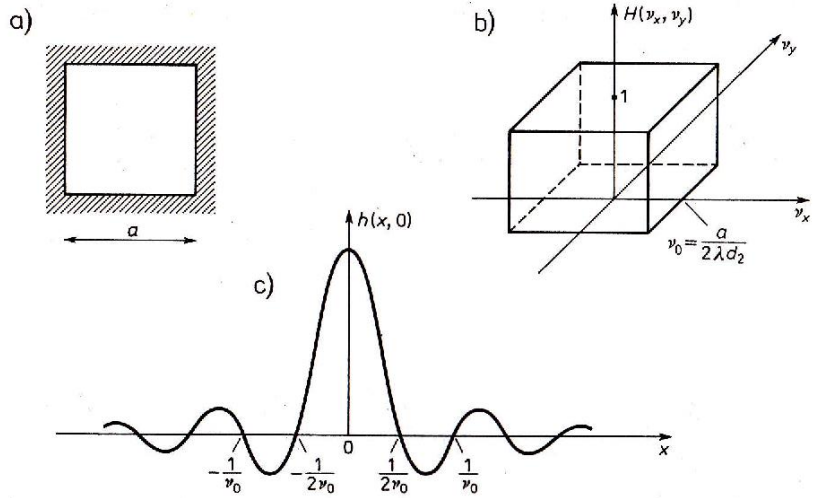 a)
a
b)
H(ν_x, ν_y)
ν_y
1
ν_x
ν_0 = a/2λd_2
c)
h(x, 0)
-1/ν_0
-1/2ν_0
0
1/2ν_0
1/ν_0
x